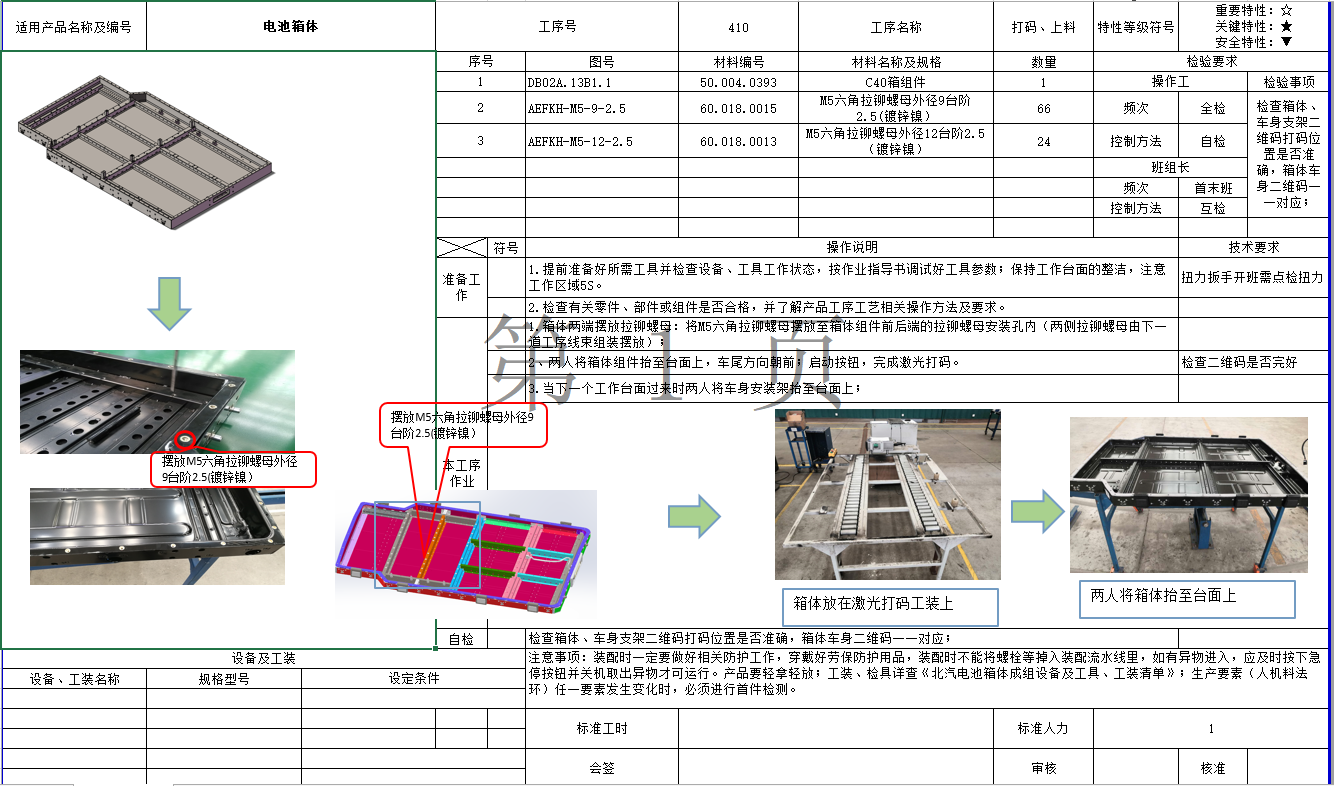 适用产品名称及编号
电池箱体
工序号
410
工序名称
打码、上料
特性等级符号
重要特性：☆
关键特性：★
安全特性：▼
序号
图号
材料编号
材料名称及规格
数量
检验要求
1
DB02A.13B1.1
50.004.0393
C40箱组件
1
操作工
检验事项
2
AEFKH-M5-9-2.5
60.018.0015
M5六角拉铆螺母外径9台阶
2.5(镀锌镍)
66
频次
全检
3
AEFKH-M5-12-2.5
60.018.0013
M5六角拉铆螺母外径12台阶2.5
（镀锌镍）
24
控制方法
自检
班组长
频次
首末班
控制方法
互检
检查箱体、
车身支架二
维码打码位
置是否准
确，箱体车
身二维码一
一对应；
符号
操作说明
技术要求
准备工
作
1.提前准备好所需工具并检查设备、工具工作状态，按作业指导书调试好工具参数；保持工作台面的整洁，注意
工作区域5S。
扭力扳手开班需点检扭力
2.检查有关零件、部件或组件是否合格，并了解产品工序工艺相关操作方法及要求。
1.箱体两端摆放拉铆螺母：将M5六角拉铆螺母摆放至箱体组件前后端的拉铆螺母安装孔内（两侧拉铆螺母由下一
道工序线束组装摆放）；
2、两人将箱体组件抬至台面上，车尾方向朝前；启动按钮，完成激光打码。
检查二维码是否完好
3.当下一个工作台面过来时两人将车身安装架抬至台面上；
第 1 页
摆放M5六角拉铆螺母外径9
台阶2.5(镀锌镍）
摆放M5六角拉铆螺母外径
9台阶2.5(镀锌镍）
本工序
作业
箱体放在激光打码工装上
两人将箱体抬至台面上
自检
检查箱体、车身支架二维码打码位置是否准确，箱体车身二维码一一对应；
设备及工装
注意事项：装配时一定要做好相关防护工作，穿戴好劳保防护用品，装配时不能将螺栓等掉入装配流水线里，如有异物进入，应及时按下急
停按钮并关机取出异物才可运行。产品要轻拿轻放；工装、检具详查《北汽电池箱体成组设备及工具、工装清单》；生产要素（人机料法
环）任一要素发生变化时，必须进行首件检测。
设备、工装名称
规格型号
设定条件
标准工时
标准人力
1
会签
审核
核准